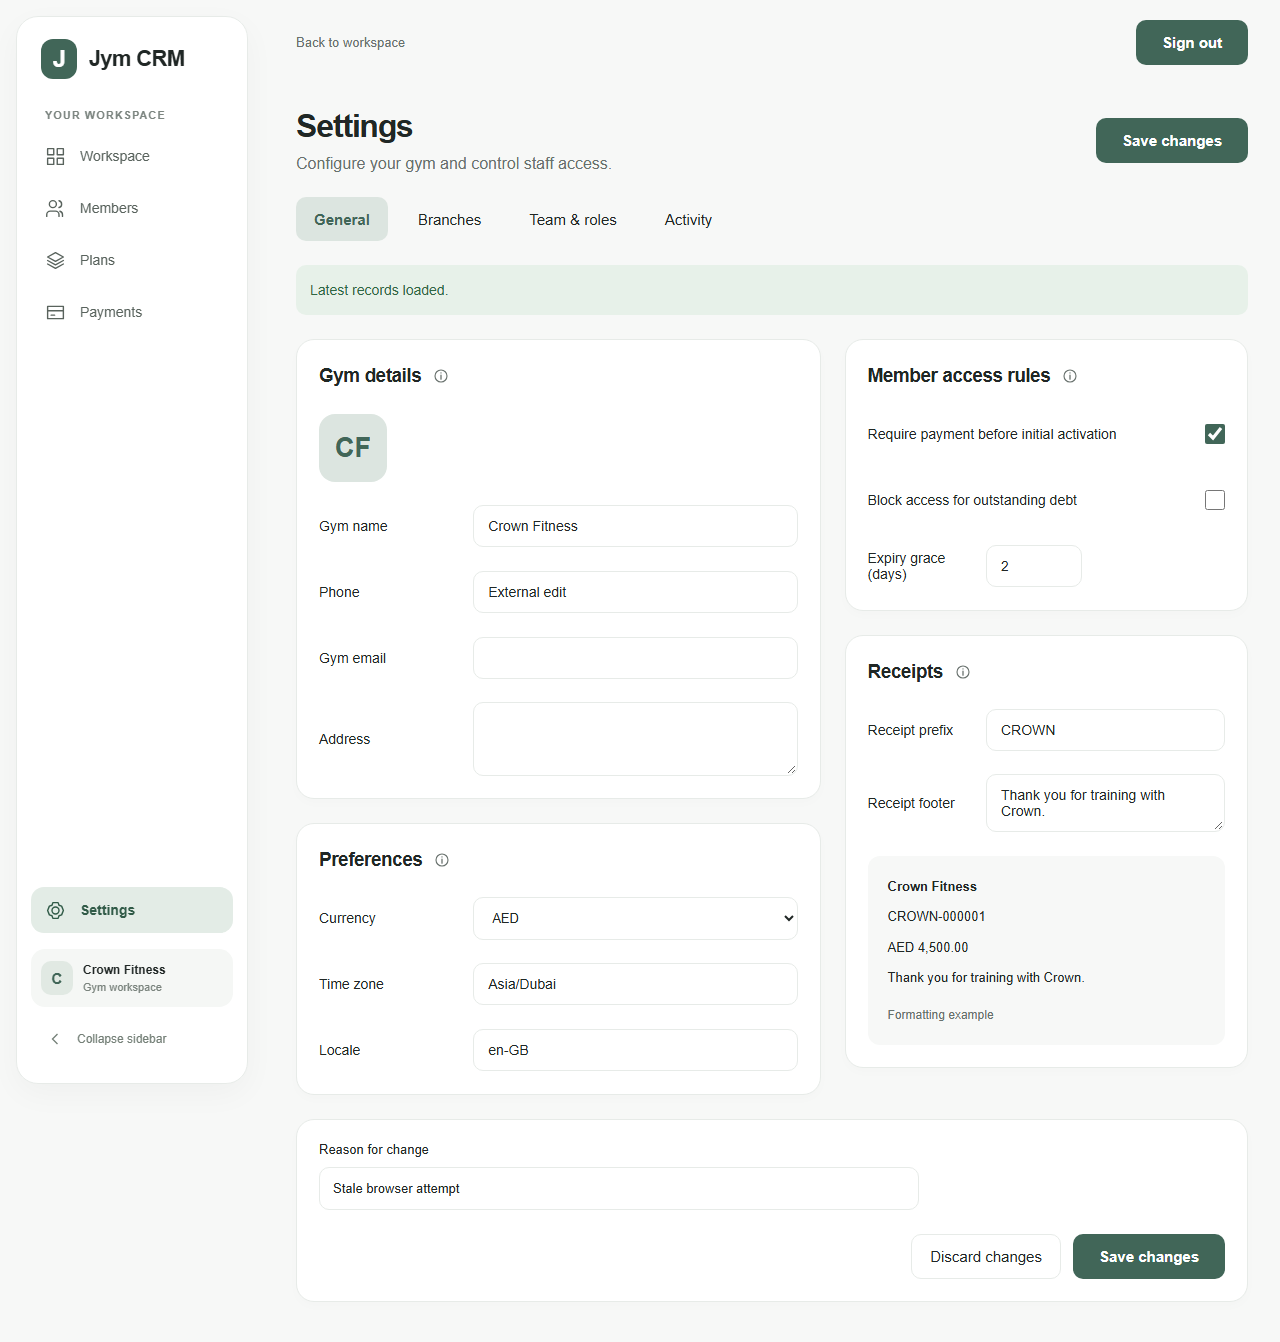 J
Jym CRM
YOUR WORKSPACE
Workspace
Members
Plans
Payments
Settings
C
Crown Fitness
Gym workspace
Collapse sidebar
Back to workspace
Sign out
Settings
Configure your gym and control staff access.
Save changes
General
Branches
Team & roles
Activity
Latest records loaded.
Gym details
CF
Gym name
Crown Fitness
Phone
External edit
Gym email
Address
Preferences
Currency
AED
Time zone
Asia/Dubai
Locale
en-GB
Member access rules
Require payment before initial activation
Block access for outstanding debt
Expiry grace
(days)
2
Receipts
Receipt prefix
CROWN
Receipt footer
Thank you for training with
Crown.
Crown Fitness
CROWN-000001
AED 4,500.00
Thank you for training with Crown.
Formatting example
Reason for change
Stale browser attempt
Discard changes
Save changes